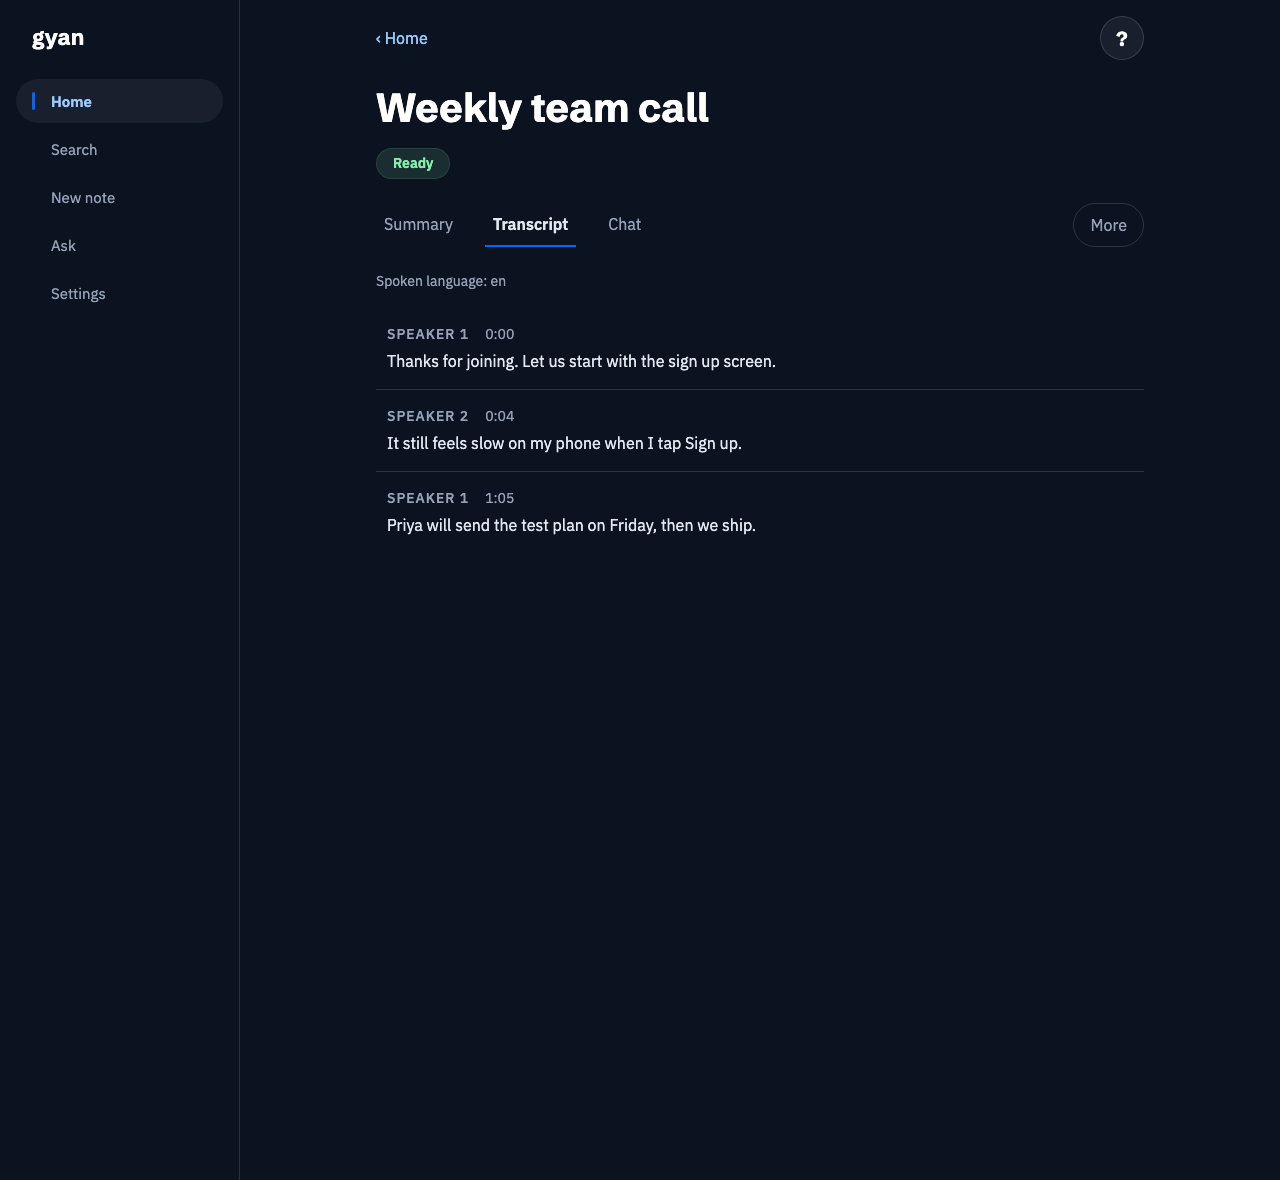 gyan
Home
Search
New note
Ask
Settings
‹ Home
?
Weekly team call
Ready
Summary
Transcript
Chat
More
Spoken language: en
SPEAKER 1 0:00
Thanks for joining. Let us start with the sign up screen.
SPEAKER 2 0:04
It still feels slow on my phone when I tap Sign up.
SPEAKER 1 1:05
Priya will send the test plan on Friday, then we ship.